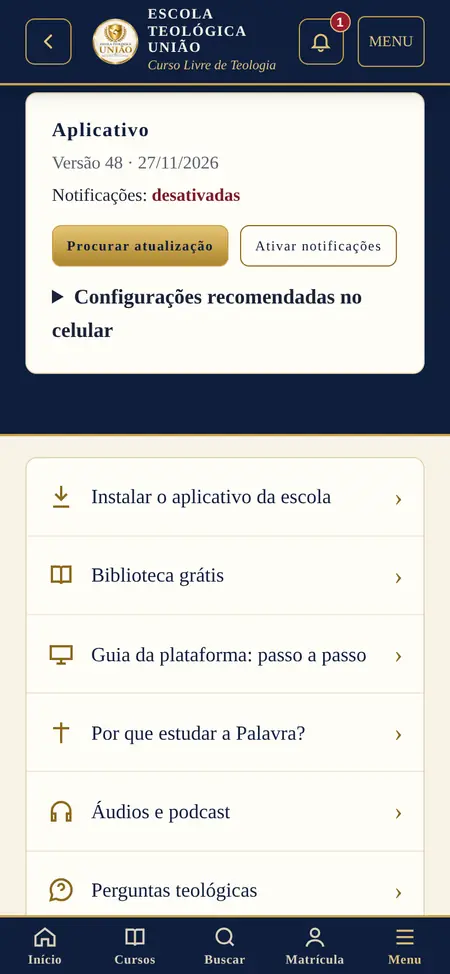 ESCOLA
TEOLÓGICA
UNIÃO
Curso Livre de Teologia
1
MENU
Aplicativo
Versão 48 · 27/11/2026
Notificações: desativadas
Procurar atualização
Ativar notificações
Configurações recomendadas no
celular
Instalar o aplicativo da escola
Biblioteca grátis
Guia da plataforma: passo a passo
Por que estudar a Palavra?
Áudios e podcast
Perguntas teológicas
Início
Cursos
Buscar
Matrícula
Menu